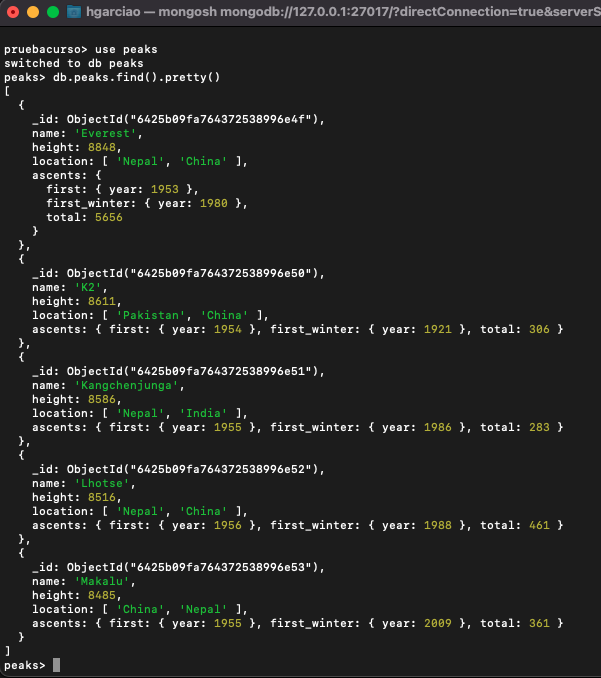 hgarciao — mongosh mongodb://127.0.0.1:27017/?directConnection=true&serverS
pruebacurso> use peaks
switched to db peaks
peaks> db.peaks.find().pretty()
[
  {
    _id: ObjectId("6425b09fa764372538996e4f"),
    name: 'Everest',
    height: 8848,
    location: [ 'Nepal', 'China' ],
    ascents: {
      first: { year: 1953 },
      first_winter: { year: 1980 },
      total: 5656
    }
  },
  {
    _id: ObjectId("6425b09fa764372538996e50"),
    name: 'K2',
    height: 8611,
    location: [ 'Pakistan', 'China' ],
    ascents: { first: { year: 1954 }, first_winter: { year: 1921 }, total: 306 }
  },
  {
    _id: ObjectId("6425b09fa764372538996e51"),
    name: 'Kangchenjunga',
    height: 8586,
    location: [ 'Nepal', 'India' ],
    ascents: { first: { year: 1955 }, first_winter: { year: 1986 }, total: 283 }
  },
  {
    _id: ObjectId("6425b09fa764372538996e52"),
    name: 'Lhotse',
    height: 8516,
    location: [ 'Nepal', 'China' ],
    ascents: { first: { year: 1956 }, first_winter: { year: 1988 }, total: 461 }
  },
  {
    _id: ObjectId("6425b09fa764372538996e53"),
    name: 'Makalu',
    height: 8485,
    location: [ 'China', 'Nepal' ],
    ascents: { first: { year: 1955 }, first_winter: { year: 2009 }, total: 361 }
  }
]
peaks>